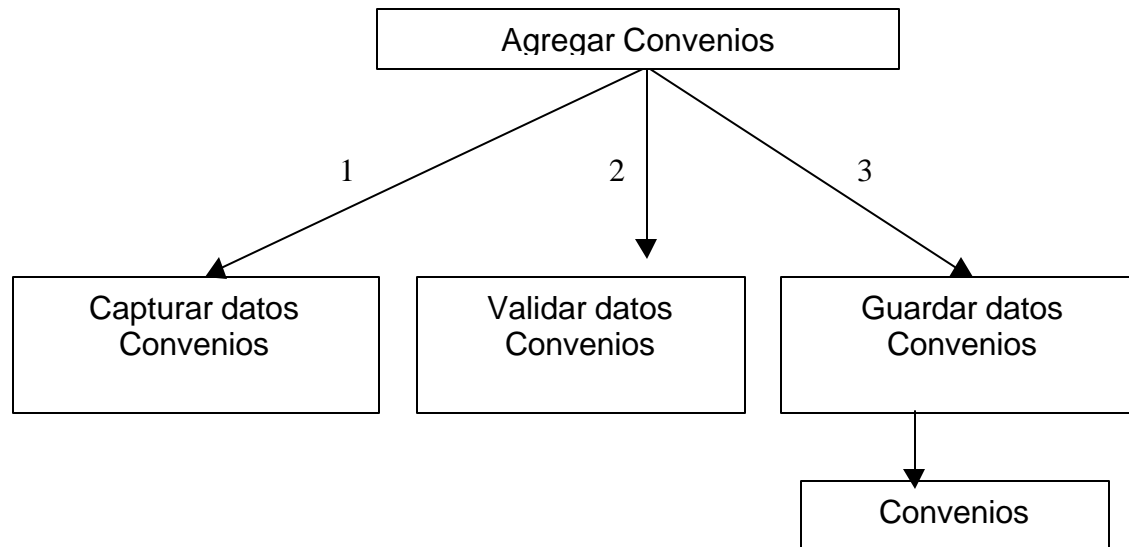 Agregar Convenios
1
2
3
Capturar datos
Convenios
Validar datos
Convenios
Guardar datos
Convenios
Convenios